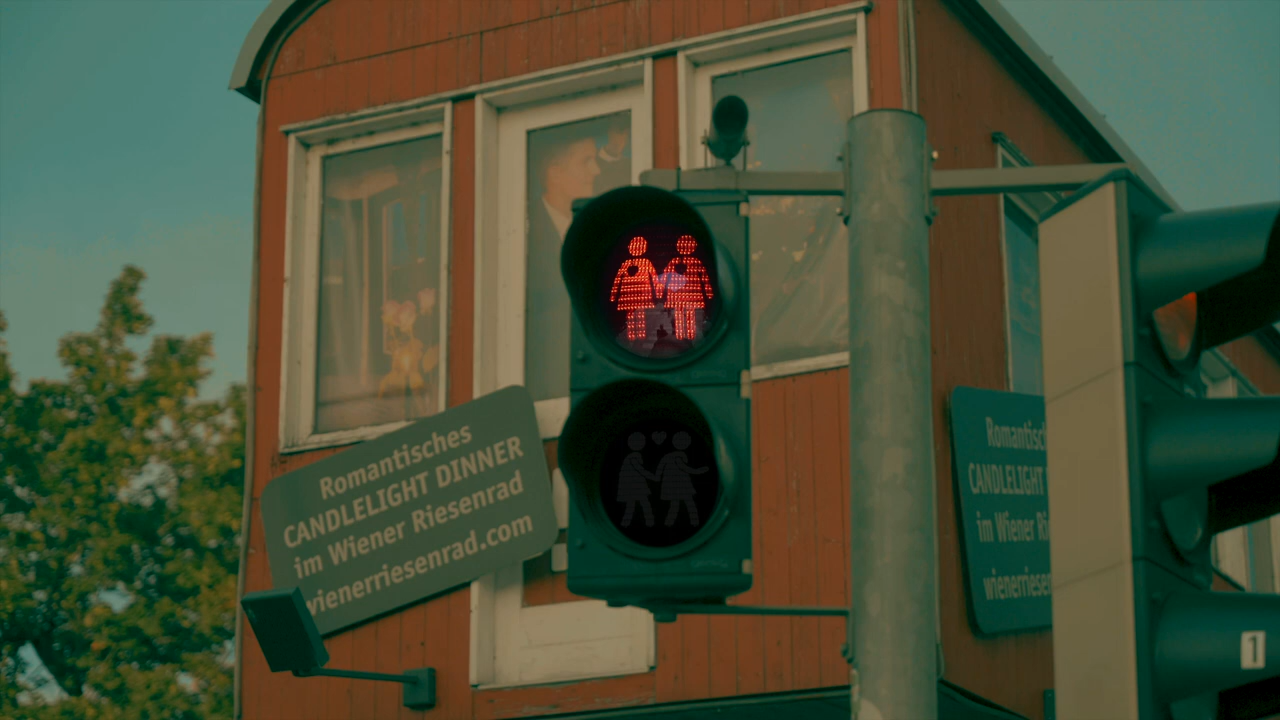 Romantisches
CANDLELIGHT DINNER
im Wiener Riesenrad
wienerriesenrad.com
Romantisc
CANDLELIGHT
im Wiener Ri
wienerriese
1